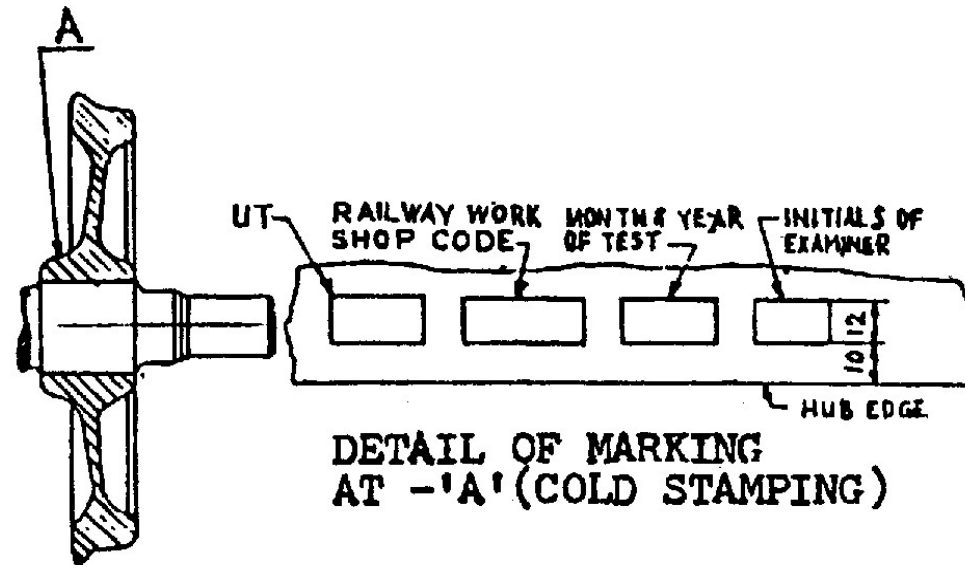 A
UT
RAILWAY WORK
SHOP CODE
MONTH & YEAR
OF TEST
INITIALS OF
EXAMINER
12
10
HUB EDGE
DETAIL OF MARKING
AT -'A' (COLD STAMPING)